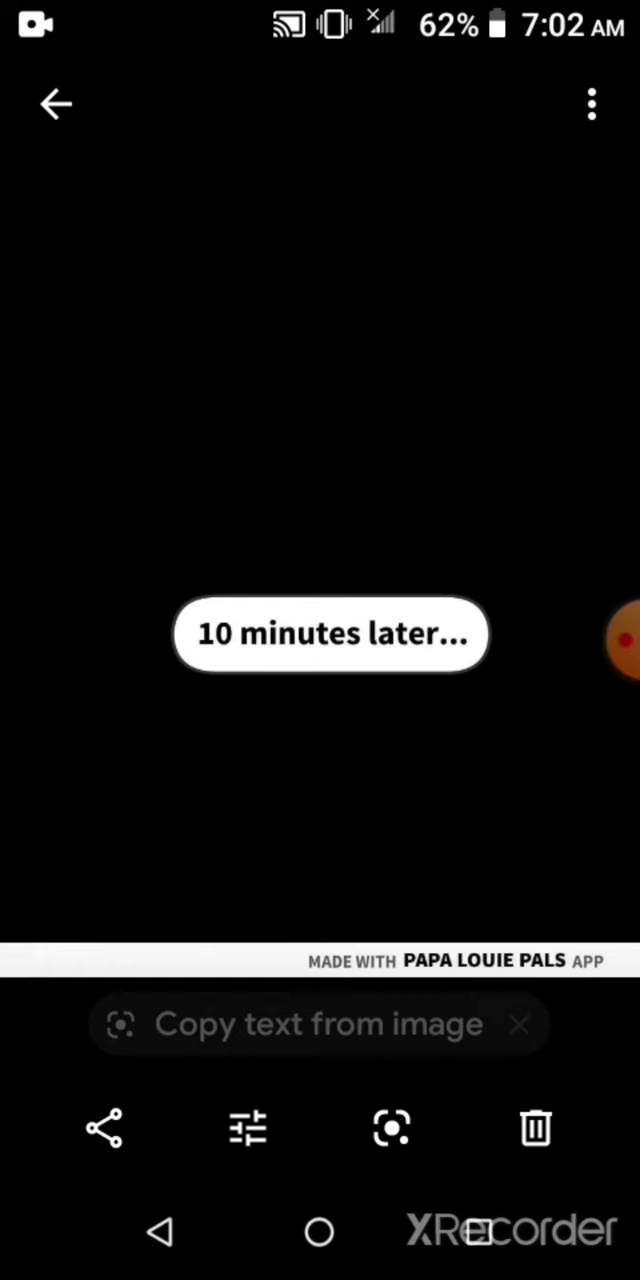 62% 7:02 AM
10 minutes later...
MADE WITH PAPA LOUIE PALS APP
Copy text from image
XRecorder